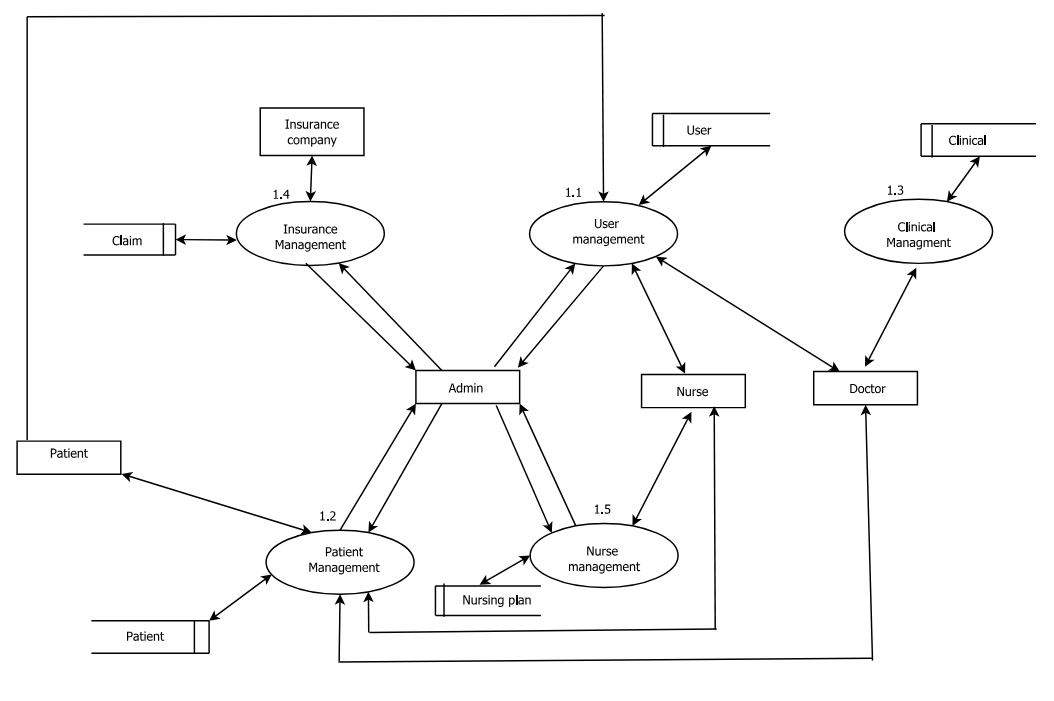 Insurance
company
User
Clinical
1.4
1.1
1.3
Claim
Insurance
Management
User
management
Clinical
Managment
Admin
Nurse
Doctor
Patient
1.2
1.5
Patient
Management
Nurse
management
Nursing plan
Patient